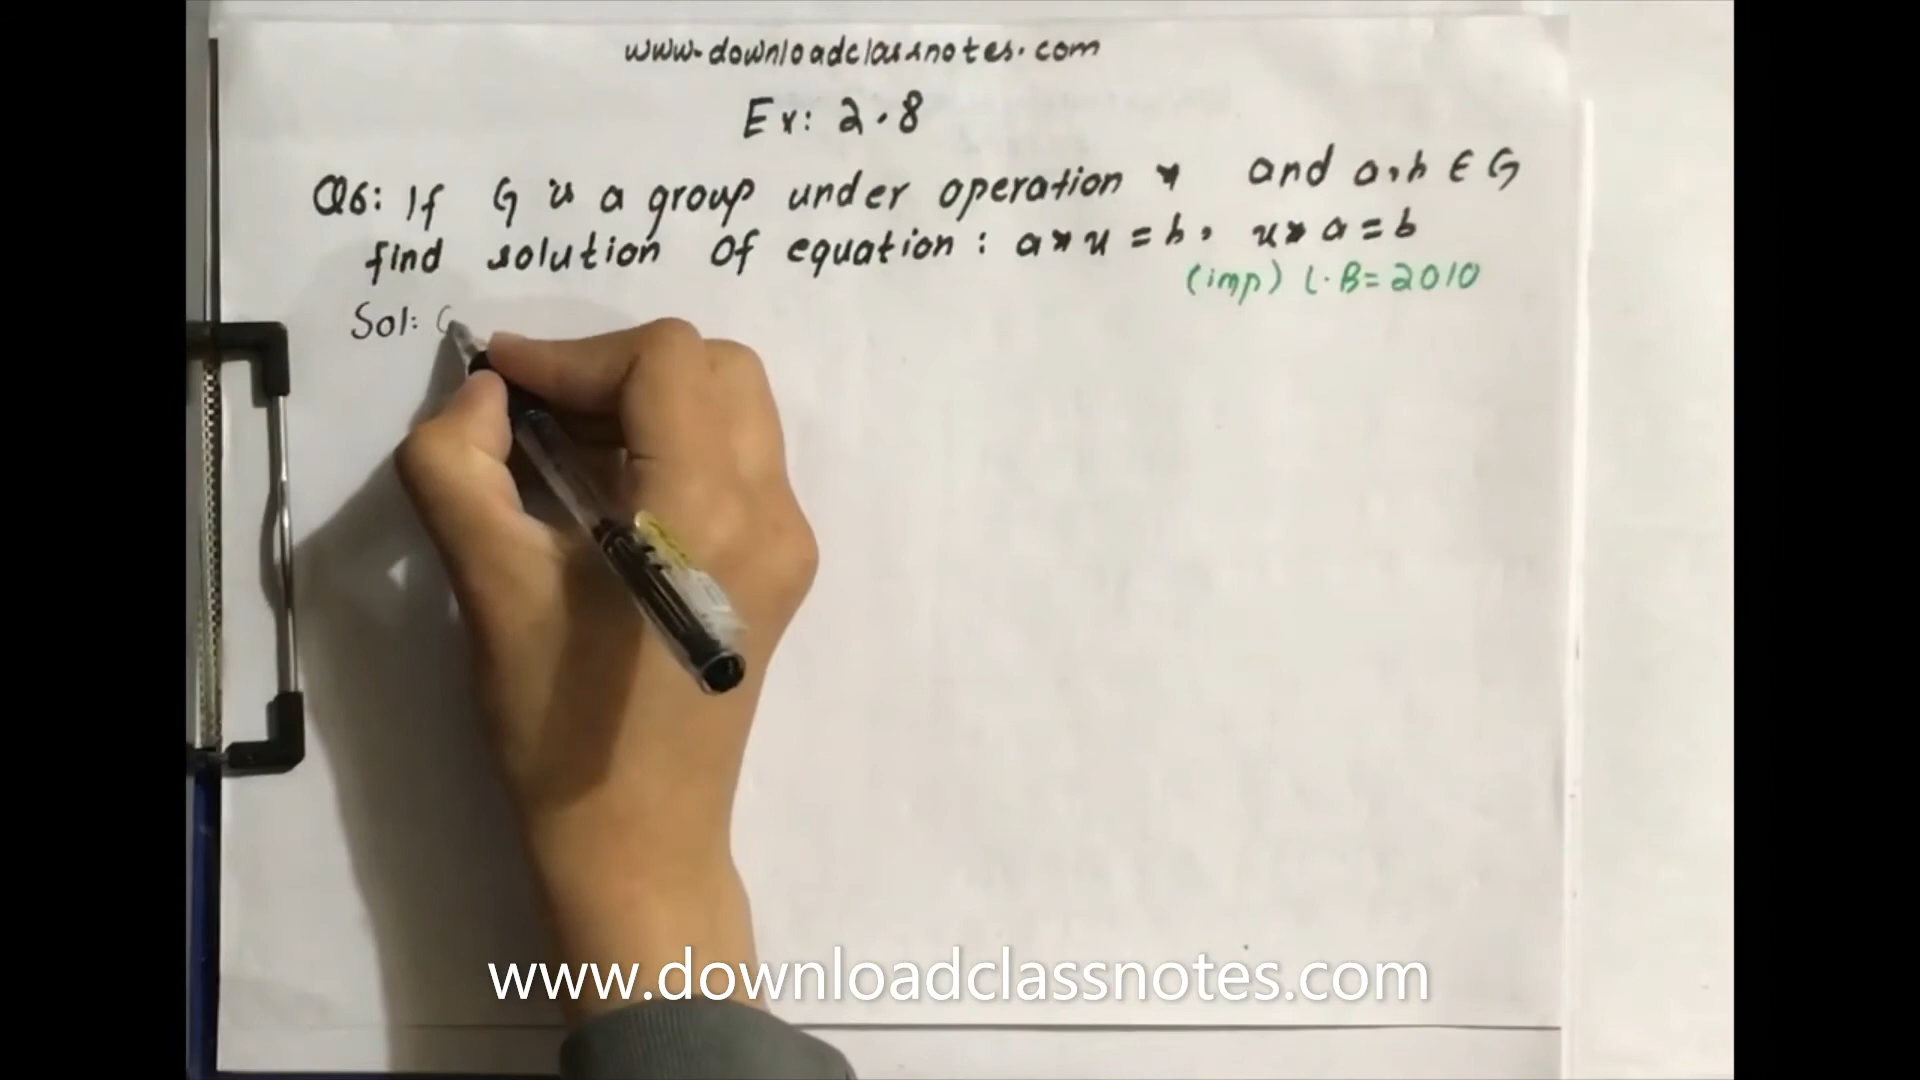 www.downloadclassnotes.com
Ex: 2.8
Q6: If G is a group under operation * and a,b ∈ G
find solution of equation: a*x = b, x*a = b
(imp) L.B=2010
Sol: G
www.downloadclassnotes.com